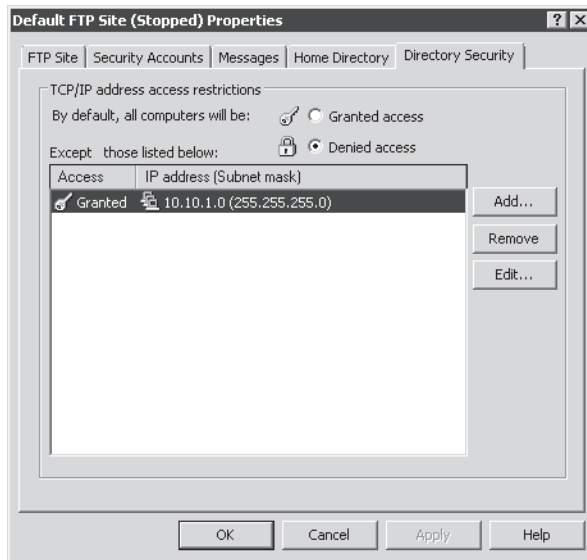 Default FTP Site (Stopped) Properties
? X
FTP Site Security Accounts Messages Home Directory Directory Security
TCP/IP address access restrictions
By default, all computers will be: Granted access
Denied access
Except those listed below:
Access IP address (Subnet mask)
Granted 10.10.1.0 (255.255.255.0)
Add...
Remove
Edit...
OK Cancel Apply Help